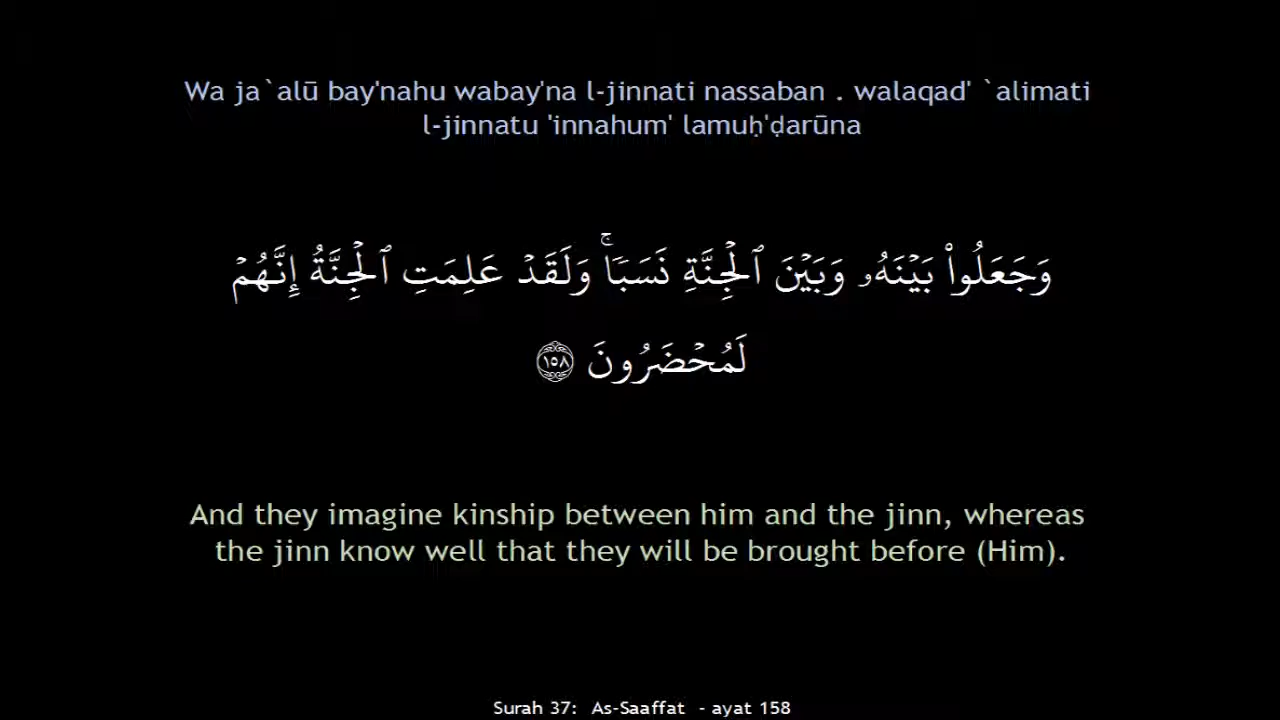 Wa ja`alū bay'nahu wabay'na l-jinnati nassaban . walaqad' `alimati
l-jinnatu 'innahum' lamuḥ'ḍarūna
وَجَعَلُوا۟ بَيْنَهُۥ وَبَيْنَ ٱلْجِنَّةِ نَسَبًۭا ۚ وَلَقَدْ عَلِمَتِ ٱلْجِنَّةُ إِنَّهُمْ
لَمُحْضَرُونَ ١٥٨
And they imagine kinship between him and the jinn, whereas
the jinn know well that they will be brought before (Him).
Surah 37: As-Saaffat - ayat 158